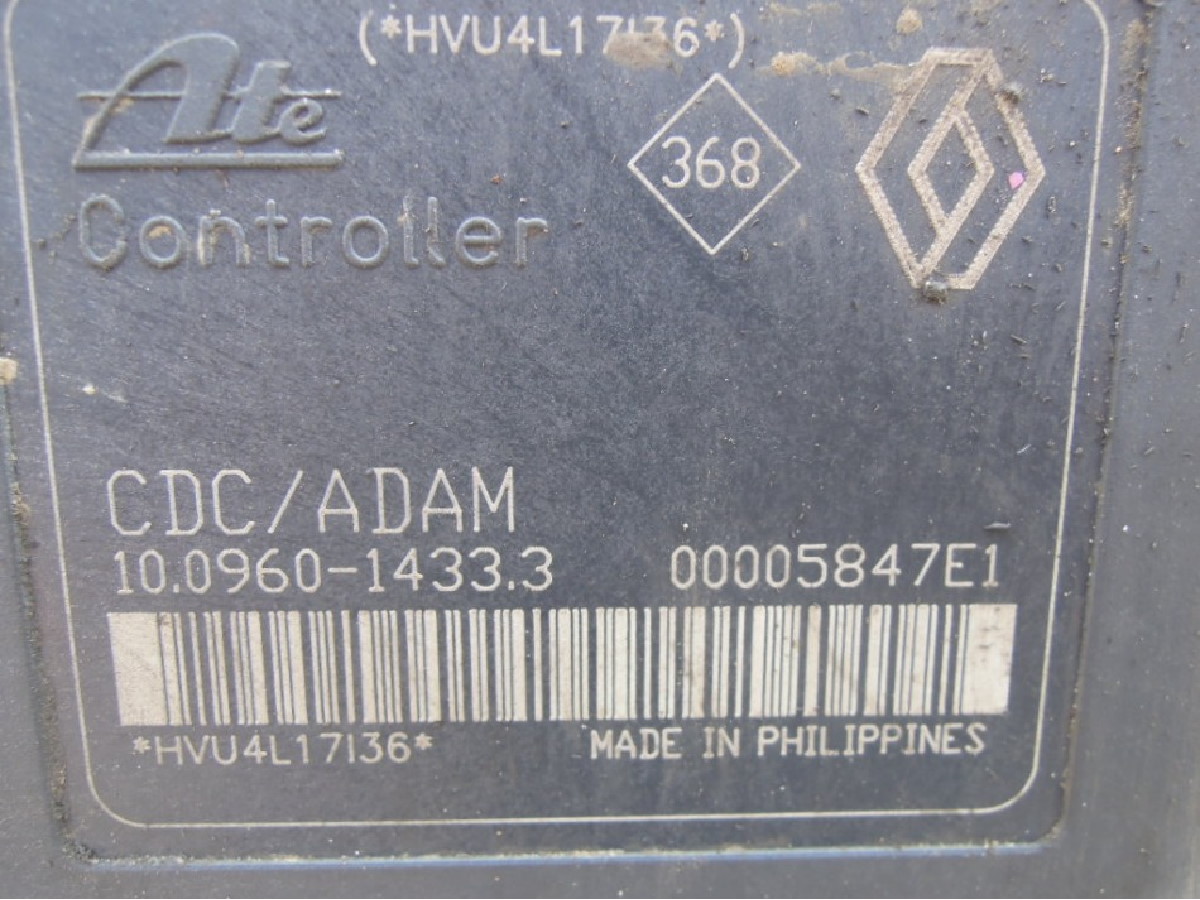 (*HVU4L17I36*)
Ate
368
Controller
CDC/ADAM
10.0960-1433.3 00005847E1
*HVU4L17I36* MADE IN PHILIPPINES